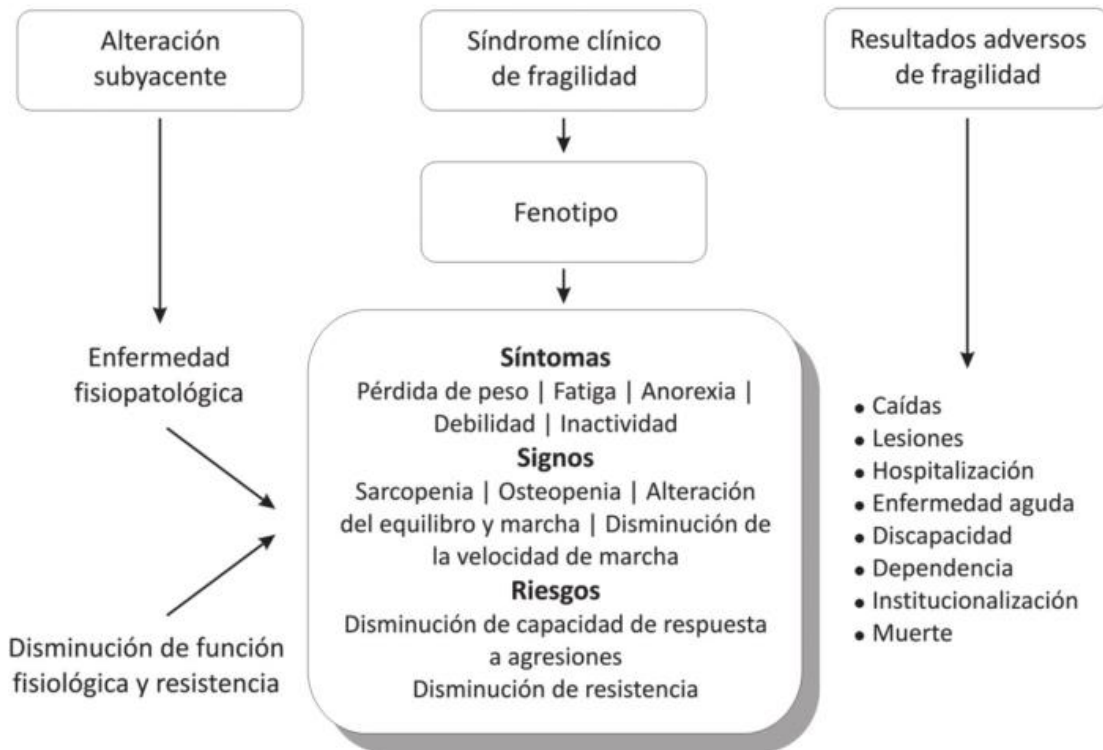 Alteración
subyacente
Enfermedad
fisiopatológica
Disminución de función
fisiológica y resistencia
Síndrome clínico
de fragilidad
Fenotipo
Síntomas
Pérdida de peso | Fatiga | Anorexia |
Debilidad | Inactividad
Signos
Sarcopenia | Osteopenia | Alteración
del equilibro y marcha | Disminución de
la velocidad de marcha
Riesgos
Disminución de capacidad de respuesta
a agresiones
Disminución de resistencia
Resultados adversos
de fragilidad
• Caídas
• Lesiones
• Hospitalización
• Enfermedad aguda
• Discapacidad
• Dependencia
• Institucionalización
• Muerte